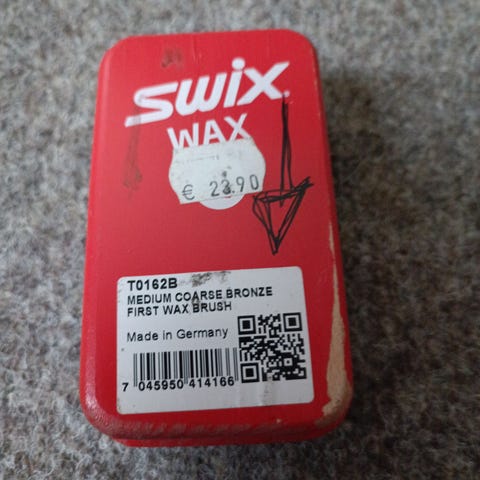 SWIX
WAX
€ 23.90
T0162B
MEDIUM COARSE BRONZE
FIRST WAX BRUSH
Made in Germany
7 045950 414166